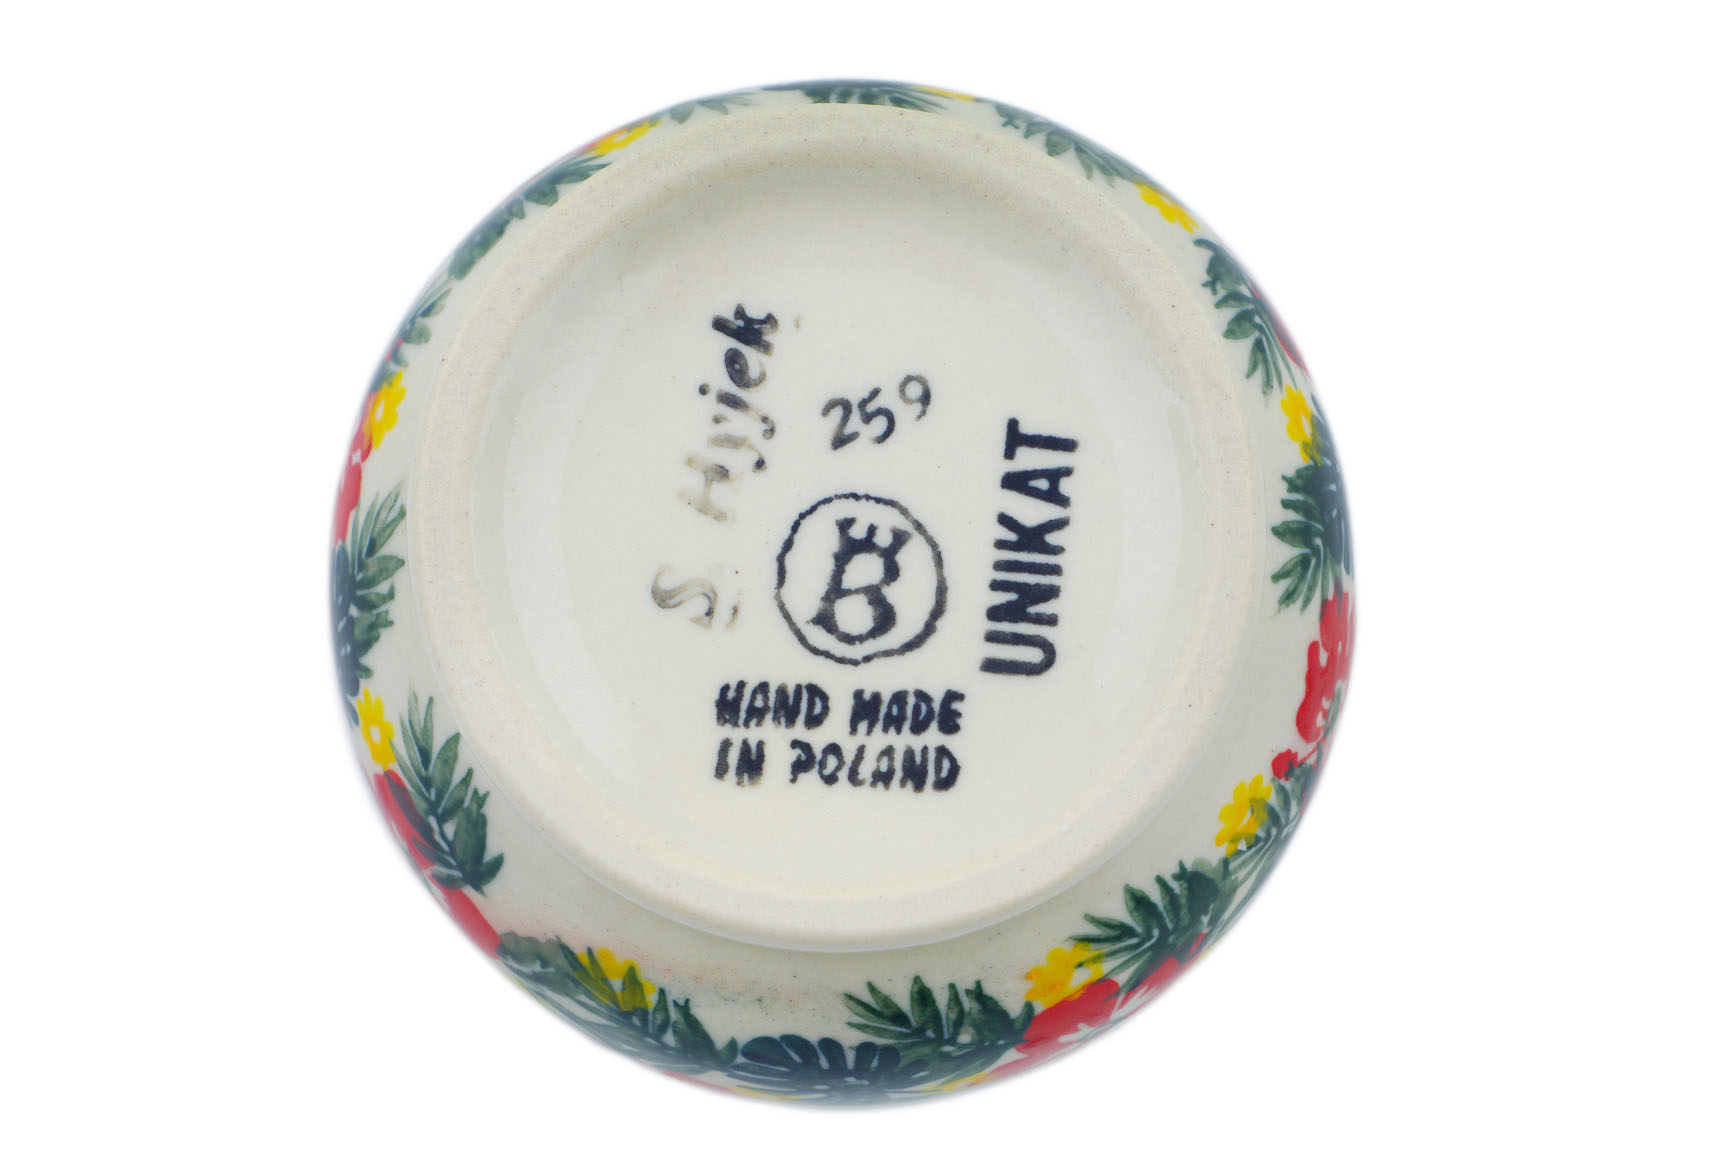 S. Hyjek
259
B
UNIKAT
HAND MADE
IN POLAND